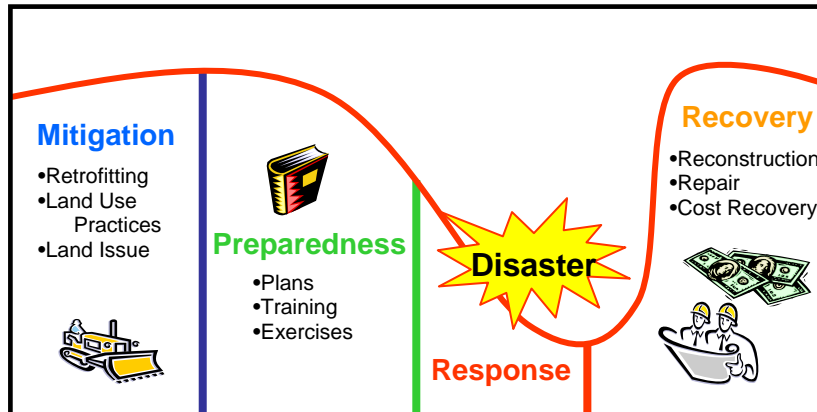 Mitigation
•Retrofitting
•Land Use
Practices
•Land Issue
Preparedness
•Plans
•Training
•Exercises
Disaster
Response
Recovery
•Reconstruction
•Repair
•Cost Recovery